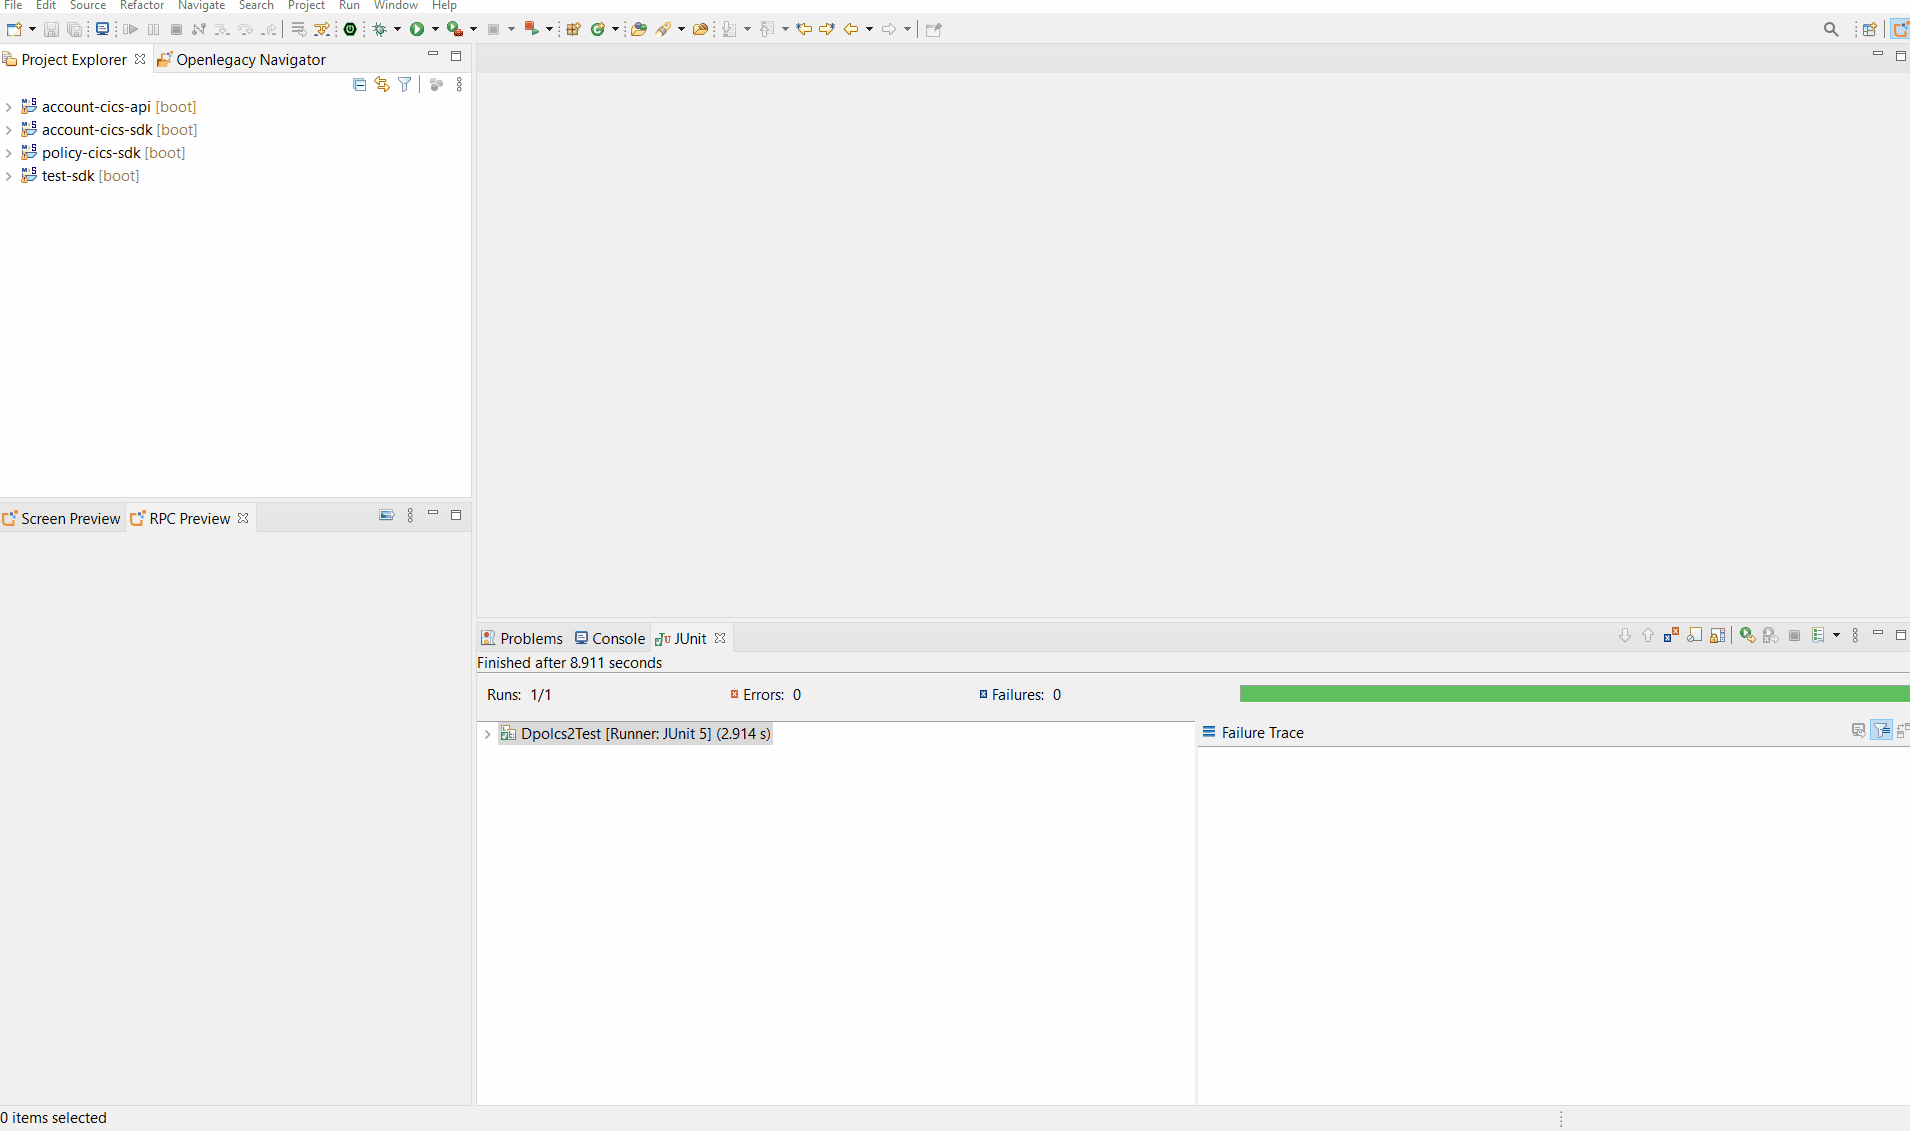 File Edit Source Refactor Navigate Search Project Run Window Help
Project Explorer Openlegacy Navigator
account-cics-api [boot]
account-cics-sdk [boot]
policy-cics-sdk [boot]
test-sdk [boot]
Screen Preview RPC Preview
Problems Console JUnit
Finished after 8.911 seconds
Runs: 1/1 Errors: 0 Failures: 0
Dpolcs2Test [Runner: JUnit 5] (2.914 s)
Failure Trace
0 items selected